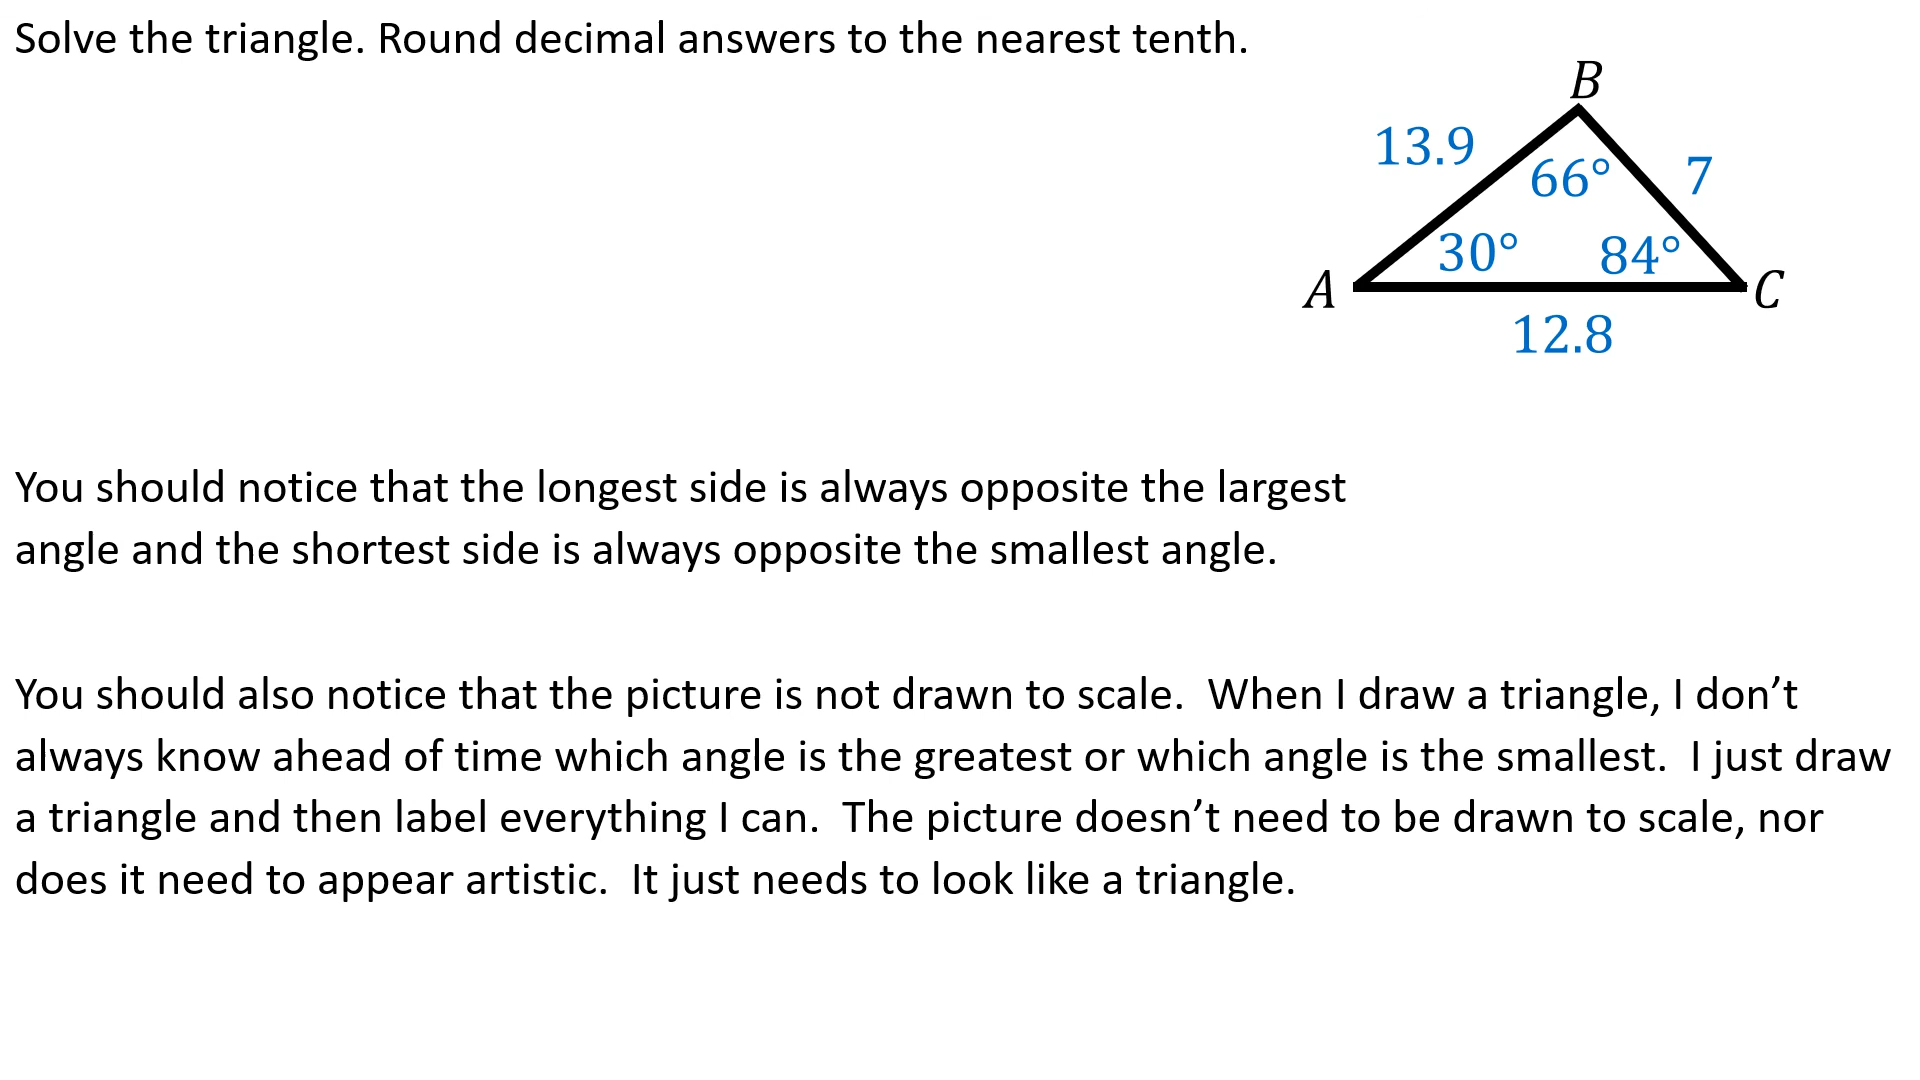 Solve the triangle. Round decimal answers to the nearest tenth.
B
13.9
66°
7
30°
84°
A
C
12.8
You should notice that the longest side is always opposite the largest
angle and the shortest side is always opposite the smallest angle.
You should also notice that the picture is not drawn to scale.  When I draw a triangle, I don’t
always know ahead of time which angle is the greatest or which angle is the smallest.  I just draw
a triangle and then label everything I can.  The picture doesn’t need to be drawn to scale, nor
does it need to appear artistic.  It just needs to look like a triangle.